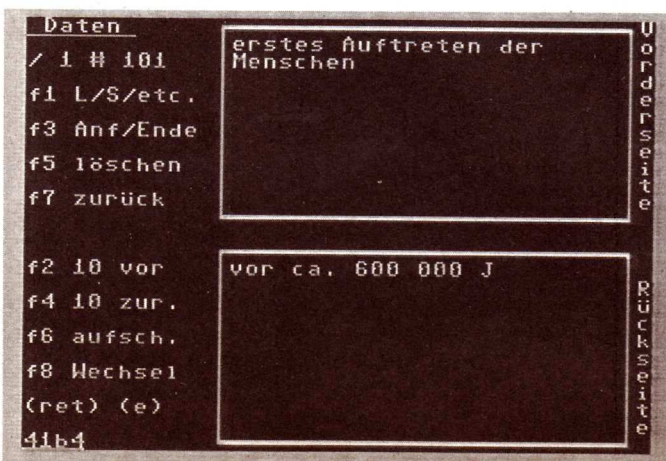 Daten
/ 1 # 101
f1 L/S/etc.
f3 Anf/Ende
f5 löschen
f7 zurück
f2 10 vor
f4 10 zur.
f6 aufsch.
f8 Wechsel
(ret) (e)
41b4
erstes Auftreten der
Menschen
Vorderseite
vor ca. 600 000 J
Rückseite